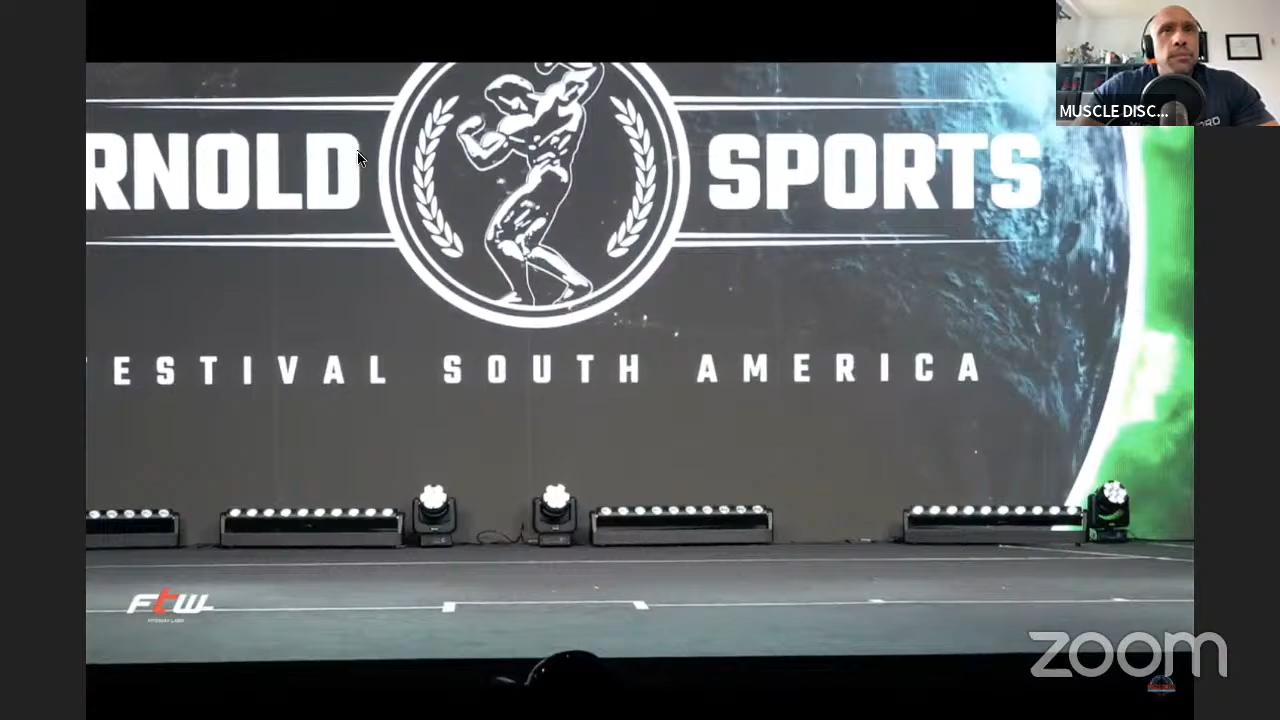 MUSCLE DISC...
RNOLD SPORTS
ESTIVAL SOUTH AMERICA
FTW
zoom